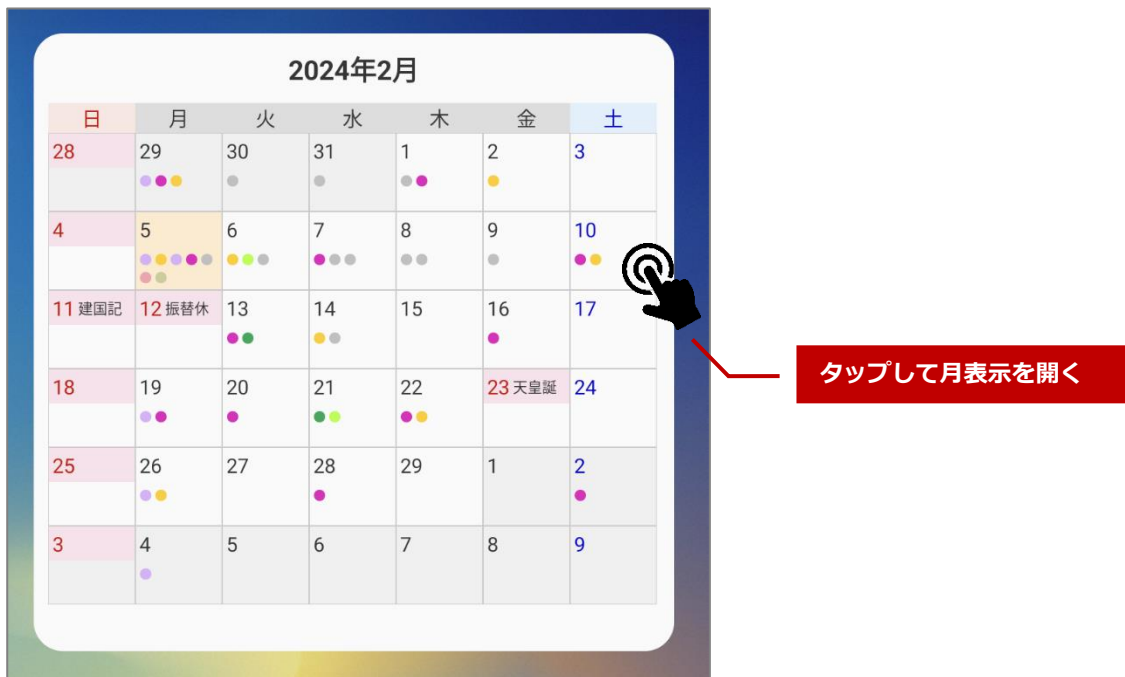 2024年2月
日 月 火 水 木 金 土
28 29 30 31 1 2 3
4 5 6 7 8 9 10
11 建国記 12 振替休 13 14 15 16 17
タップして月表示を開く
18 19 20 21 22 23 天皇誕 24
25 26 27 28 29 1 2
3 4 5 6 7 8 9